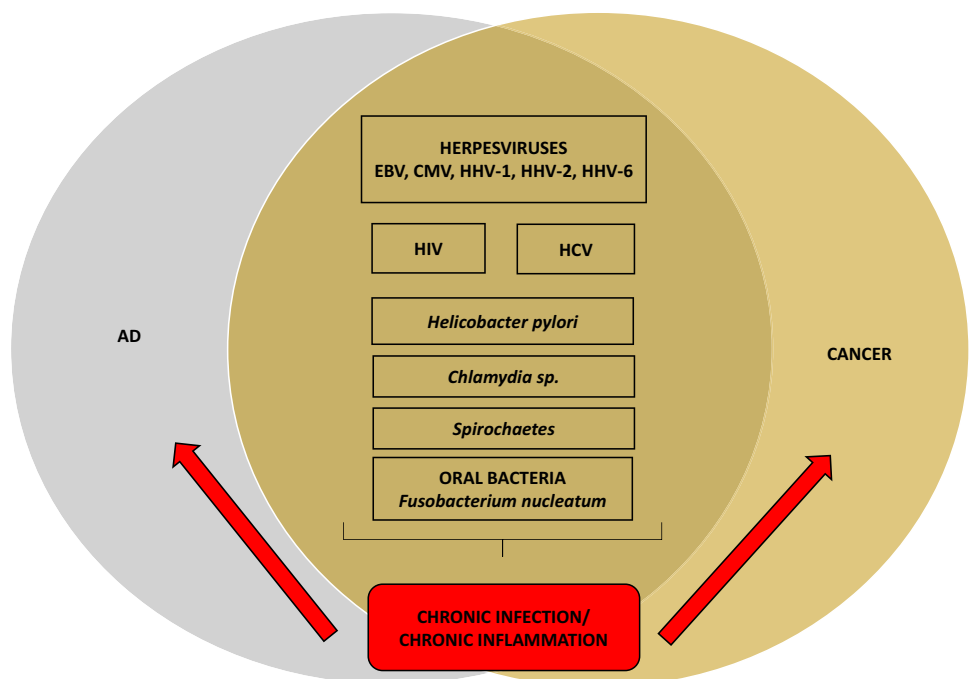 HERPESVIRUSES
EBV, CMV, HHV-1, HHV-2, HHV-6
HIV
HCV
Helicobacter pylori
AD
CANCER
Chlamydia sp.
Spirochaetes
ORAL BACTERIA
Fusobacterium nucleatum
CHRONIC INFECTION/
CHRONIC INFLAMMATION